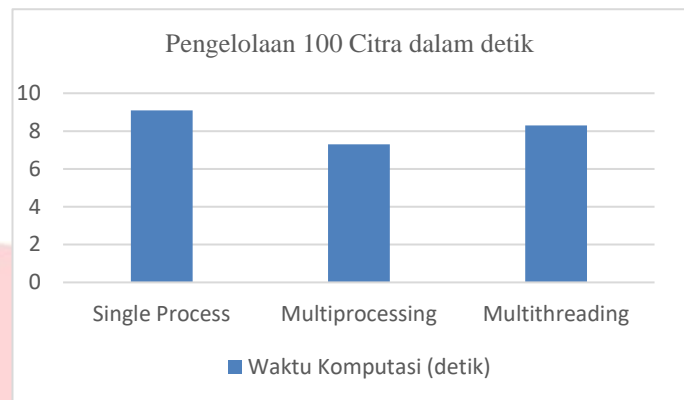 Pengelolaan 100 Citra dalam detik
10
8
6
4
2
0
Single Process Multiprocessing Multithreading
Waktu Komputasi (detik)